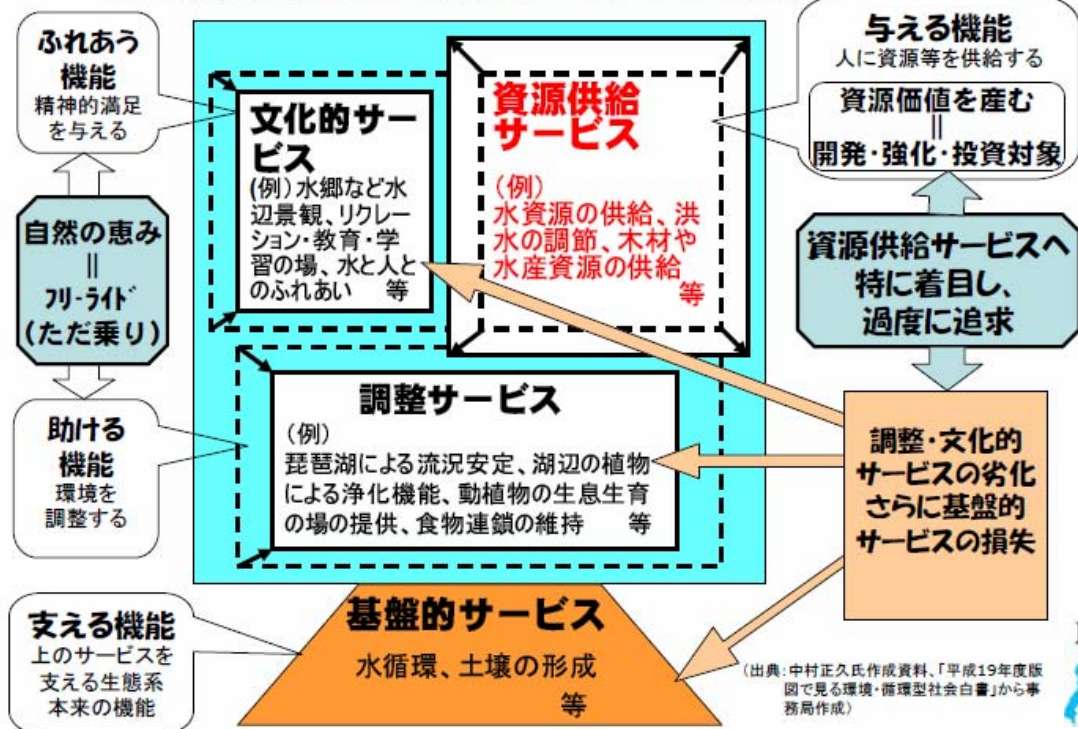 ふれあう
機能
精神的満足
を与える
自然の恵み
||
フリーライド
(ただ乗り)
助ける
機能
環境を
調整する
支える機能
上のサービスを
支える生態系
本来の機能
文化的サー
ビス
(例)水郷など水
辺景観、リクレー
ション・教育・学
習の場、水と人と
のふれあい 等
資源供給
サービス
(例)
水資源の供給、洪
水の調節、木材や
水産資源の供給
等
調整サービス
(例)
琵琶湖による流況安定、湖辺の植物
による浄化機能、動植物の生息生育
の場の提供、食物連鎖の維持 等
基盤的サービス
水循環、土壌の形成
等
与える機能
人に資源等を供給する
資源価値を産む
||
開発・強化・投資対象
資源供給サービスへ
特に着目し、
過度に追求
調整・文化的
サービスの劣化
さらに基盤的
サービスの損失
(出典:中村正久氏作成資料、「平成19年度版
図で見る環境・循環型社会白書」から事
務局作成)